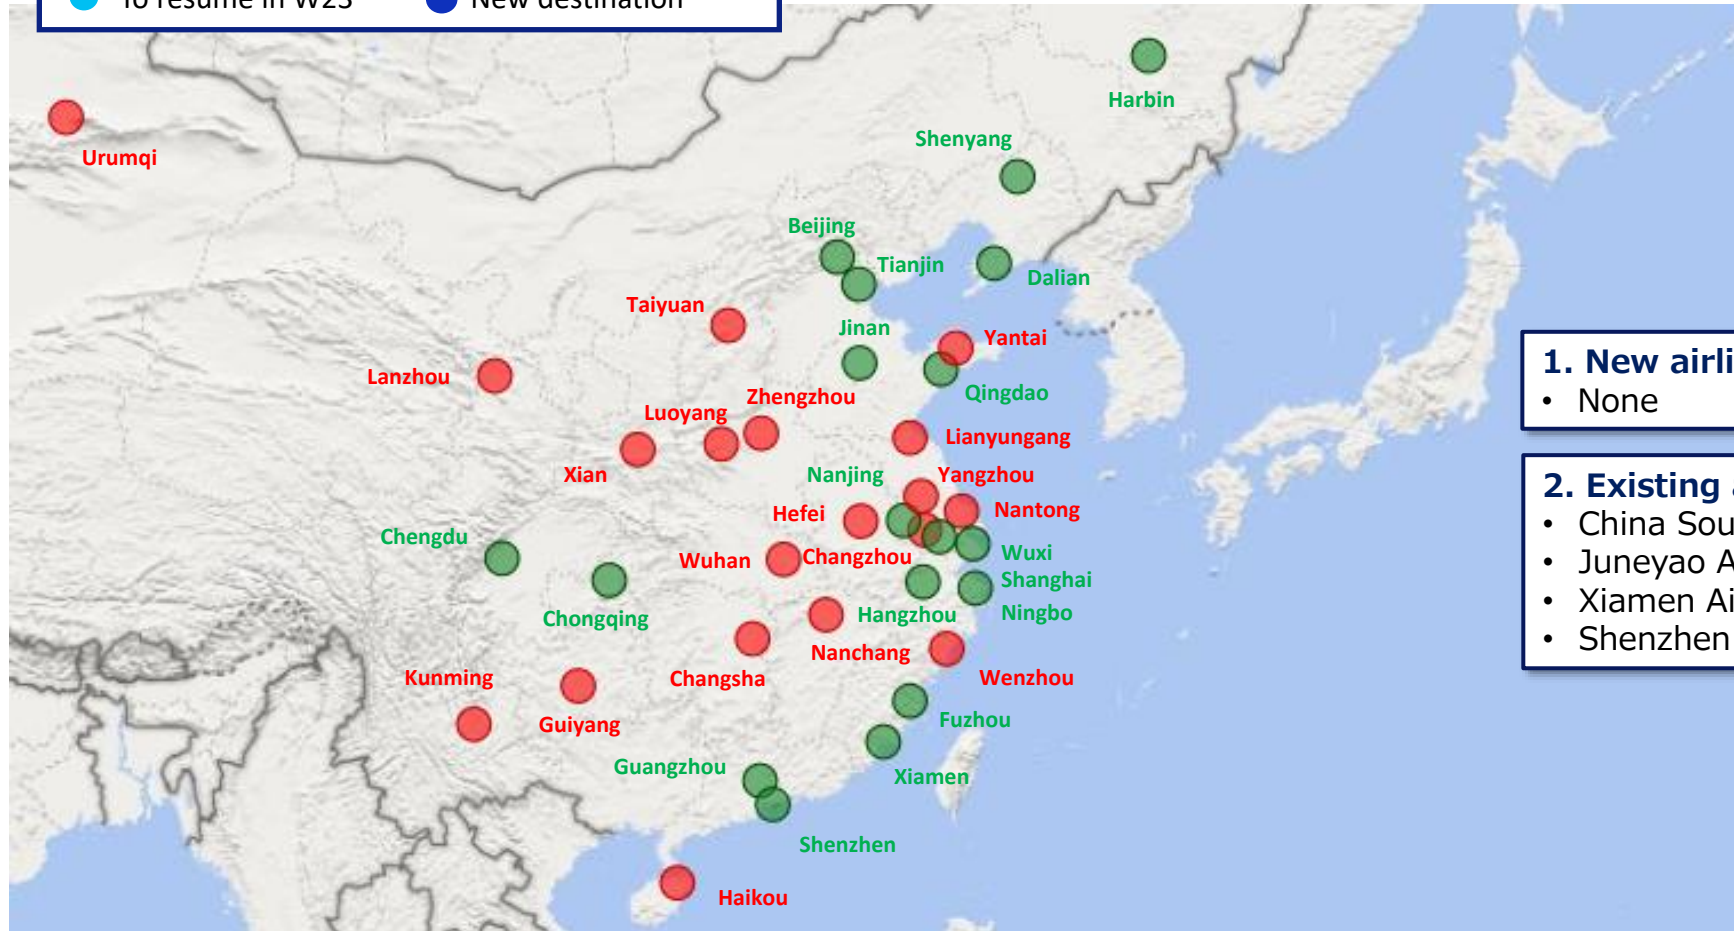 To resume in W23
New destination
Harbin
Urumqi
Shenyang
Beijing
Tianjin
Dalian
Taiyuan
Jinan
Yantai
Lanzhou
Qingdao
Zhengzhou
Luoyang
Lianyungang
Xian
Nanjing
Yangzhou
Hefei
Nantong
Chengdu
Wuhan
Changzhou
Wuxi
Shanghai
Chongqing
Hangzhou
Ningbo
Nanchang
Kunming
Changsha
Wenzhou
Guiyang
Fuzhou
Guangzhou
Xiamen
Shenzhen
Haikou
1. New airli
• None
2. Existing
• China Sou
• Juneyao A
• Xiamen Ai
• Shenzhen